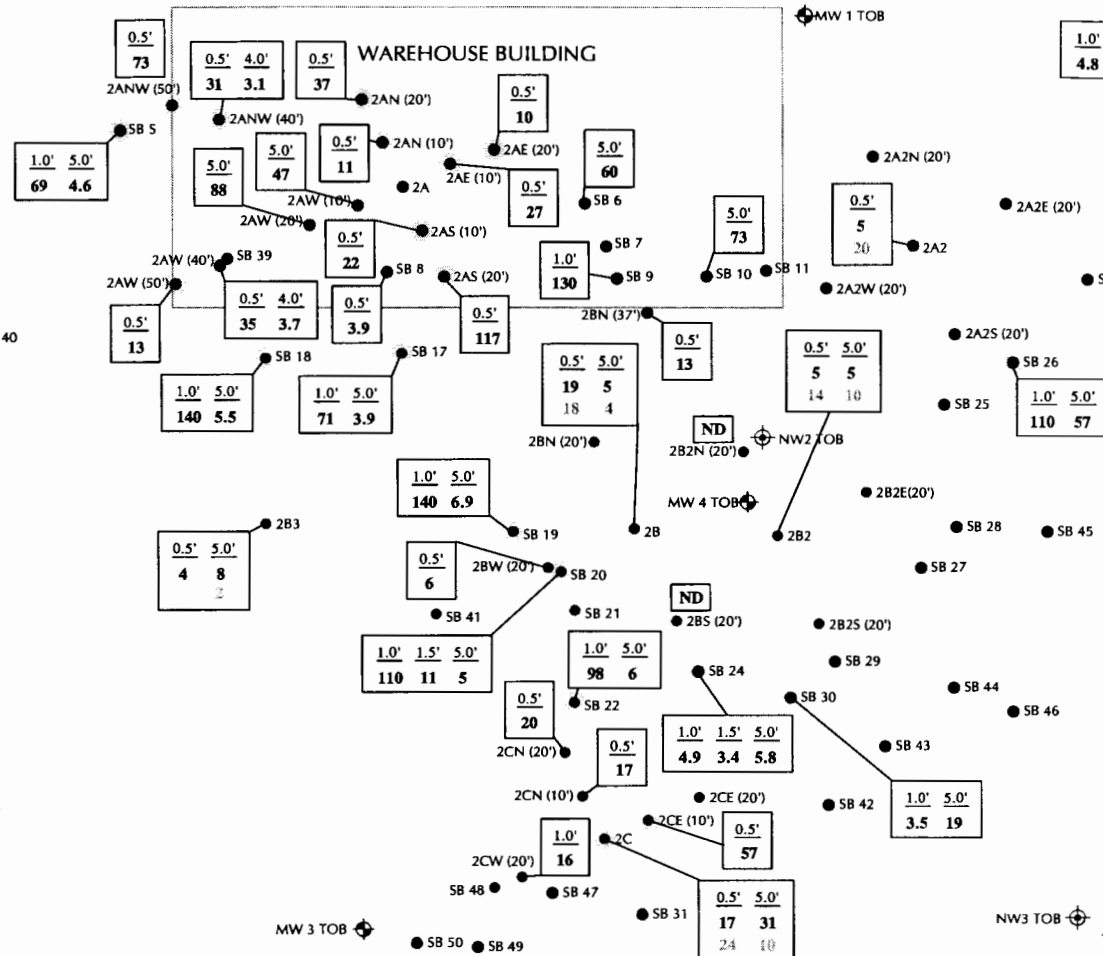 MW 1 TOB
0.5'
73
0.5' 4.0'
31 3.1
0.5'
37
WAREHOUSE BUILDING
1.0'
4.8
2ANW (50')
2ANW (40')
2AN (20')
0.5'
10
SB 5
1.0' 5.0'
69 4.6
5.0'
88
5.0'
47
0.5'
11
2AN (10')
2AE (20')
2AE (10')
5.0'
60
2A2N (20')
2A
0.5'
27
SB 6
2AW (10')
2AW (20')
2AS (10')
0.5'
22
SB 7
5.0'
73
0.5'
5
20
2A2E (20')
2A2
SB 39
2AW (40')
2AW (50')
SB 8
2AS (20')
1.0'
130
SB 9
SB 10
SB 11
2A2W (20')
S
0.5'
13
0.5' 4.0'
35 3.7
0.5'
3.9
0.5'
117
2BN (37')
0.5'
13
40
2A2S (20')
SB 18
SB 17
1.0' 5.0'
140 5.5
1.0' 5.0'
71 3.9
0.5' 5.0'
19 5
18 4
0.5' 5.0'
5 5
14 10
SB 26
1.0' 5.0'
110 57
SB 25
2BN (20')
ND
NW2 TOB
2B2N (20')
1.0' 5.0'
140 6.9
MW 4 TOB
2B2E(20')
2B3
0.5' 5.0'
4 8
2
SB 19
2B
2B2
SB 28
SB 45
0.5'
6
2BW (20')
SB 20
SB 27
ND
SB 41
SB 21
2BS (20')
2B2S (20')
1.0' 1.5' 5.0'
110 11 5
1.0' 5.0'
98 6
SB 29
SB 24
SB 44
SB 30
SB 22
SB 46
0.5'
20
1.0' 1.5' 5.0'
4.9 3.4 5.8
2CN (20')
SB 43
0.5'
17
2CN (10')
2CE (20')
SB 42
1.0' 5.0'
3.5 19
2CE (10')
0.5'
57
2C
1.0'
16
2CW (20')
SB 48
SB 47
0.5' 5.0'
17 31
24 10
SB 31
MW 3 TOB
NW3 TOB
SB 50
SB 49